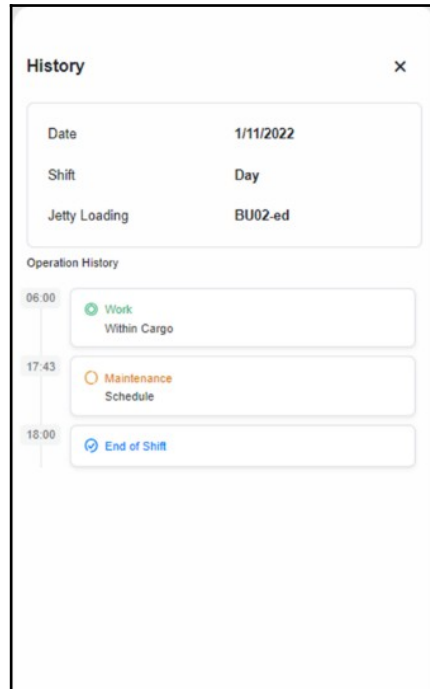 History
Date 1/11/2022
Shift Day
Jetty Loading BU02-ed
Operation History
06:00
Work
Within Cargo
17:43
Maintenance
Schedule
18:00
End of Shift